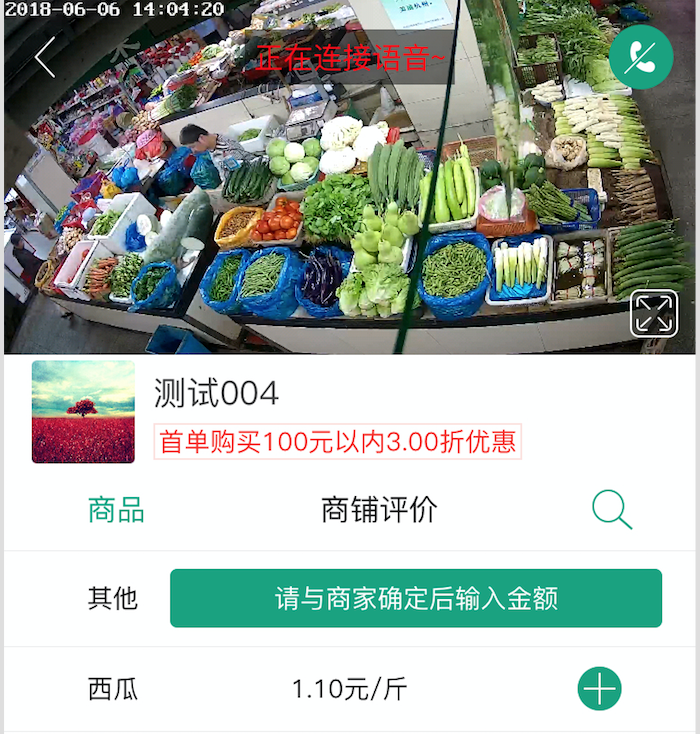 2018-06-06 14:04:20
正在连接语音~
测试004
首单购买100元以内3.00折优惠
商品
商铺评价
其他
请与商家确定后输入金额
西瓜
1.10元/斤